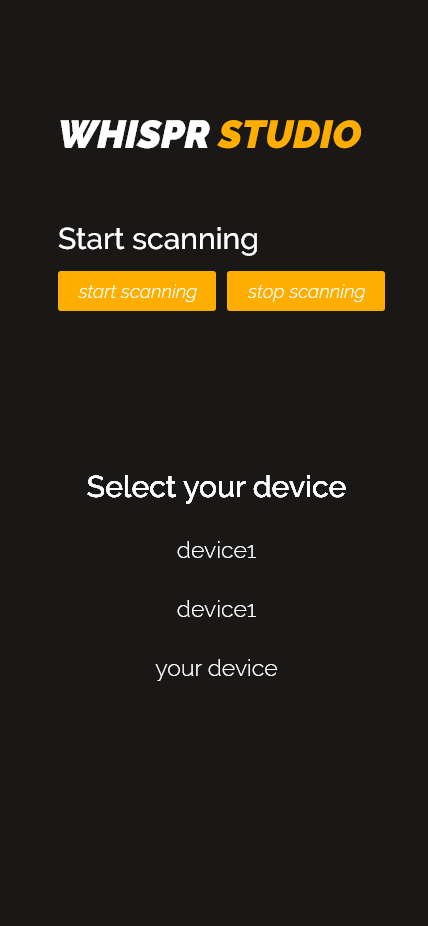 WHISPR STUDIO
Start scanning
start scanning stop scanning
Select your device
device1
device1
your device